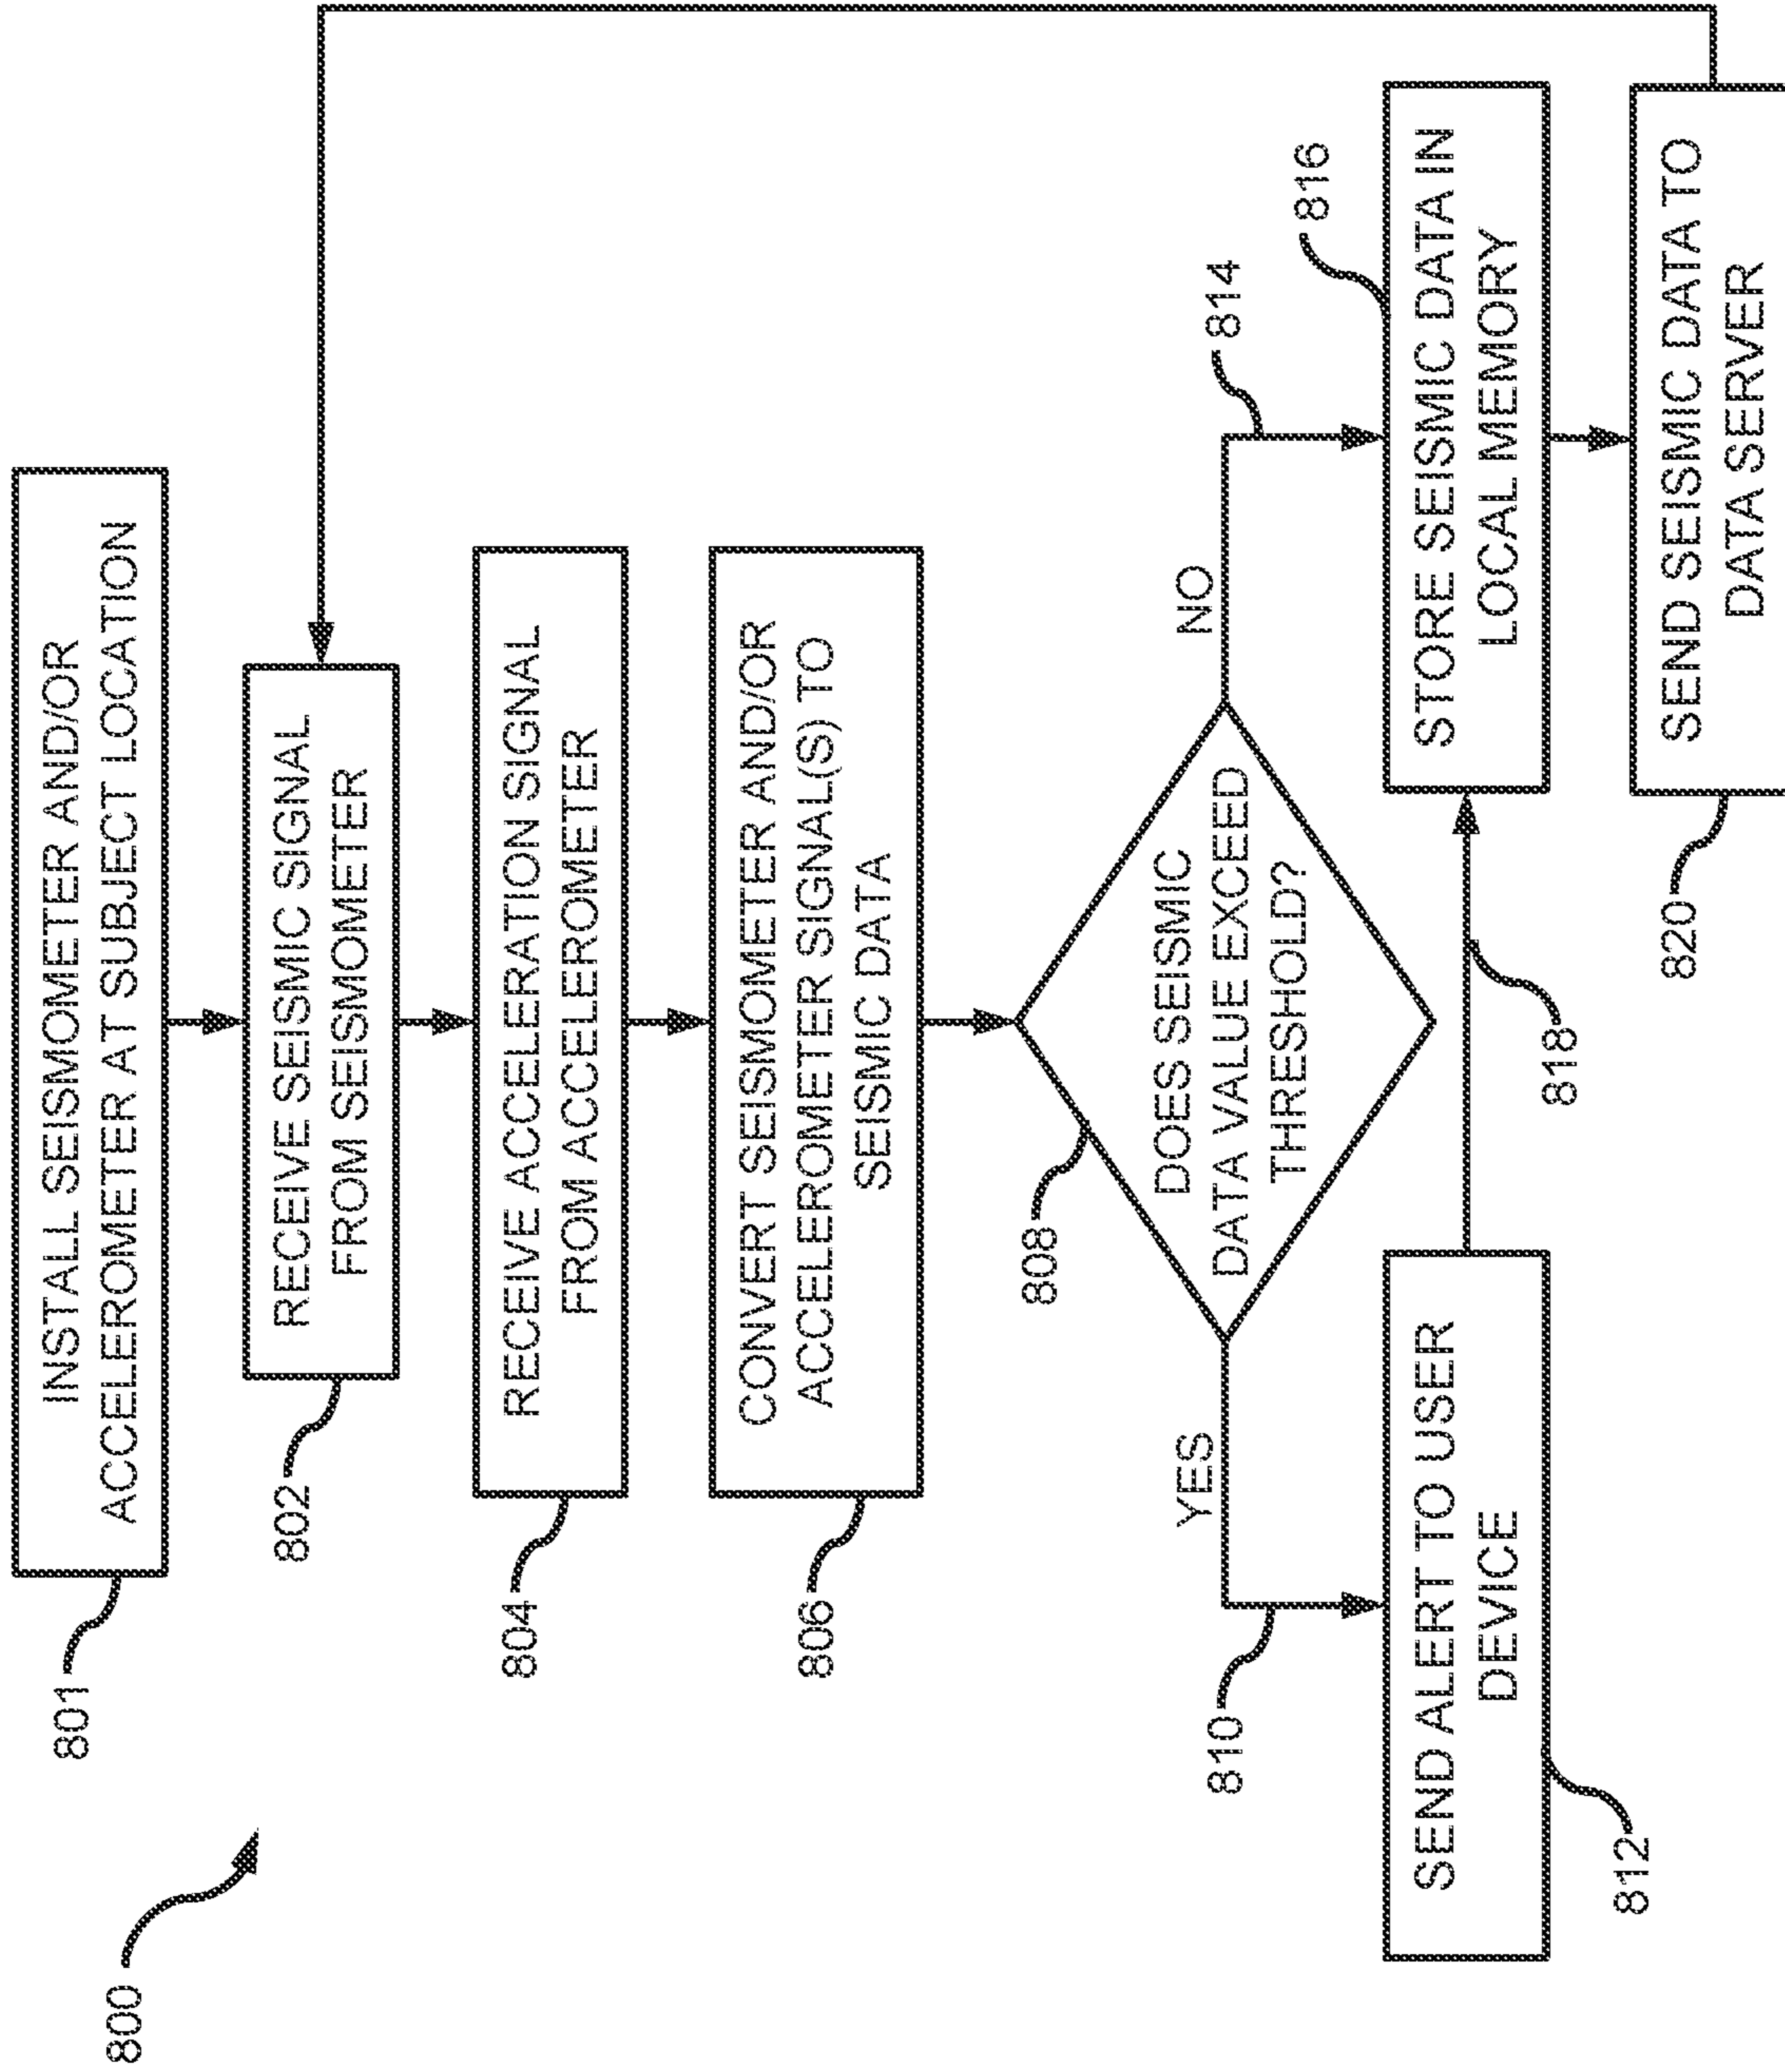 800
801
INSTALL SEISMOMETER AND/OR
ACCELEROMETER AT SUBJECT LOCATION
802
RECEIVE SEISMIC SIGNAL
FROM SEISMOMETER
804
RECEIVE ACCELERATION SIGNAL
FROM ACCELEROMETER
806
CONVERT SEISMOMETER AND/OR
ACCELEROMETER SIGNAL(S) TO
SEISMIC DATA
808
DOES SEISMIC
DATA VALUE EXCEED
THRESHOLD?
YES
NO
810
814
SEND ALERT TO USER
DEVICE
812
816
STORE SEISMIC DATA IN
LOCAL MEMORY
818
820
SEND SEISMIC DATA TO
DATA SERVER